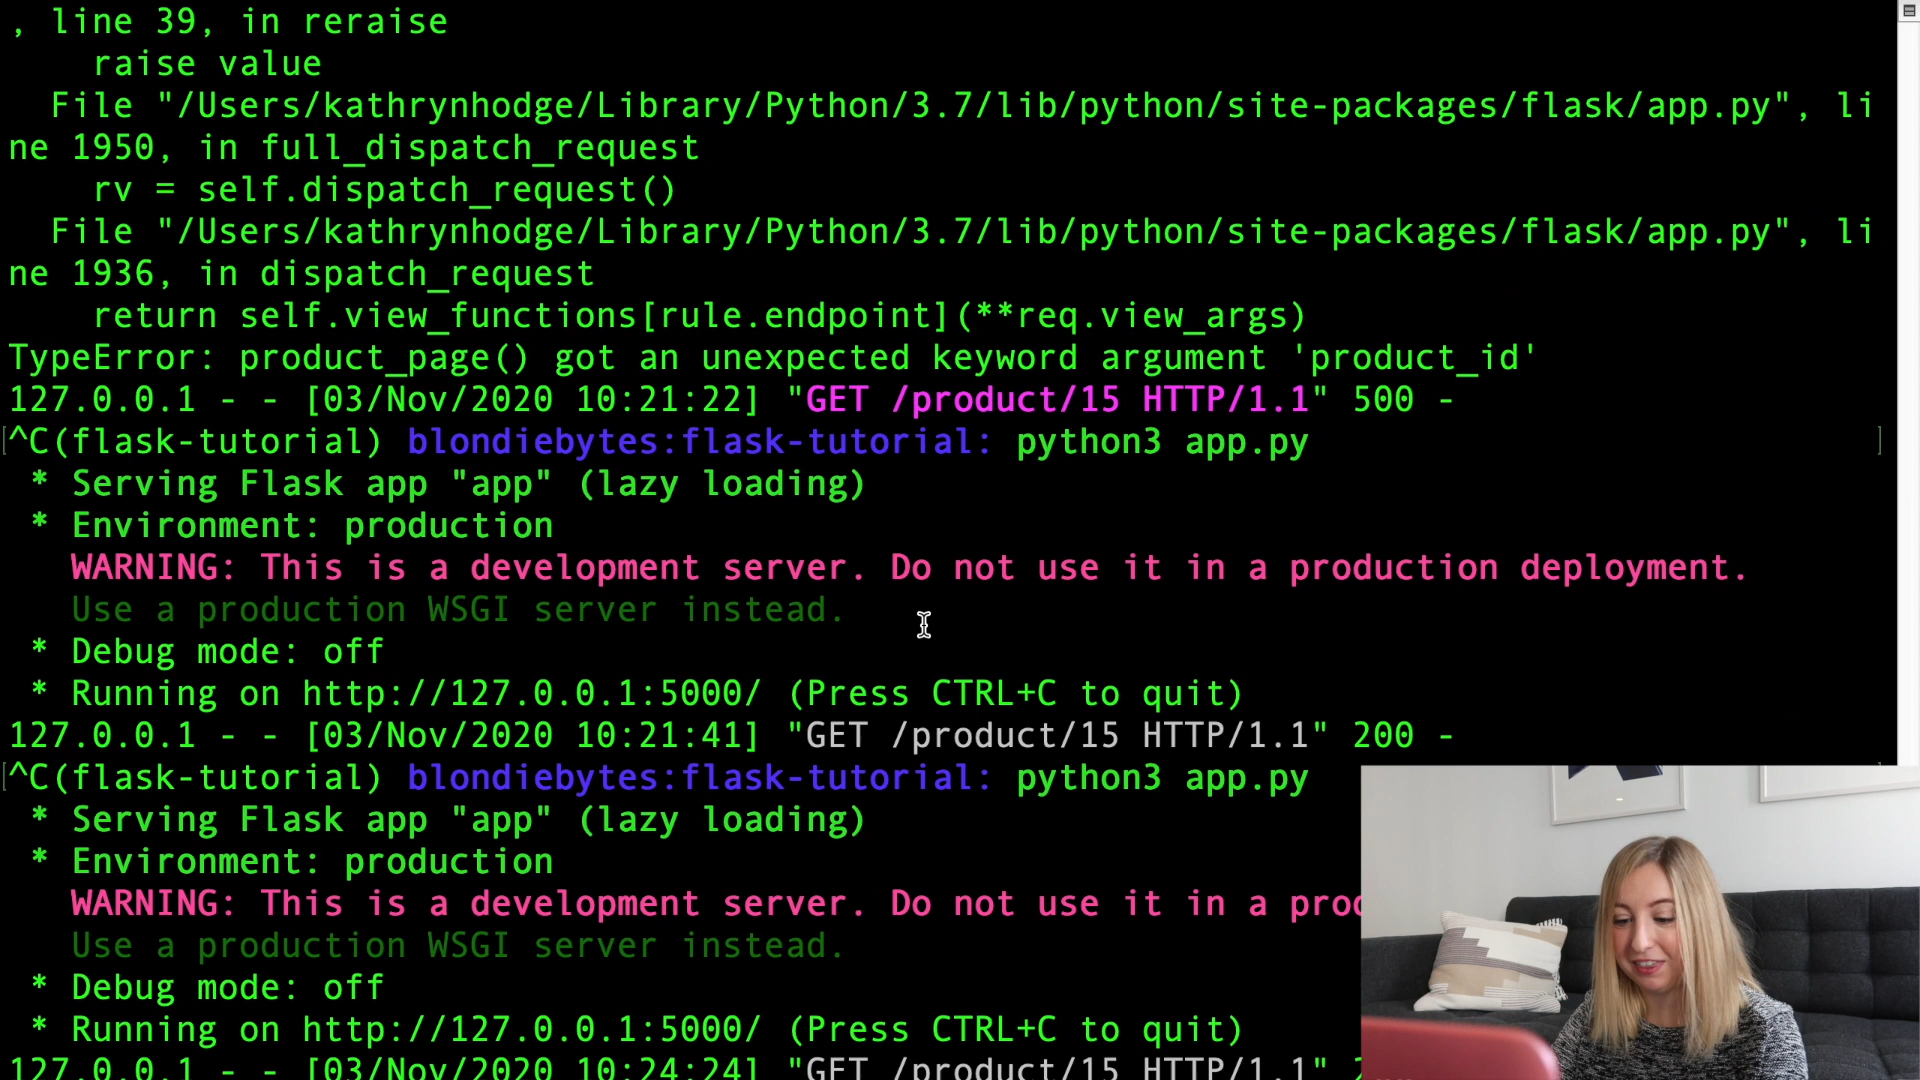 , line 39, in reraise
    raise value
  File "/Users/kathrynhodge/Library/Python/3.7/lib/python/site-packages/flask/app.py", li
ne 1950, in full_dispatch_request
    rv = self.dispatch_request()
  File "/Users/kathrynhodge/Library/Python/3.7/lib/python/site-packages/flask/app.py", li
ne 1936, in dispatch_request
    return self.view_functions[rule.endpoint](**req.view_args)
TypeError: product_page() got an unexpected keyword argument 'product_id'
127.0.0.1 - - [03/Nov/2020 10:21:22] "GET /product/15 HTTP/1.1" 500 -
[^C(flask-tutorial) blondiebytes:flask-tutorial: python3 app.py ]
 * Serving Flask app "app" (lazy loading)
 * Environment: production
   WARNING: This is a development server. Do not use it in a production deployment.
   Use a production WSGI server instead.
 * Debug mode: off
 * Running on http://127.0.0.1:5000/ (Press CTRL+C to quit)
127.0.0.1 - - [03/Nov/2020 10:21:41] "GET /product/15 HTTP/1.1" 200 -
[^C(flask-tutorial) blondiebytes:flask-tutorial: python3 app.py
 * Serving Flask app "app" (lazy loading)
 * Environment: production
   WARNING: This is a development server. Do not use it in a
   Use a production WSGI server instead.
 * Debug mode: off
 * Running on http://127.0.0.1:5000/ (Press CTRL+C to quit)
127.0.0.1 - - [03/Nov/2020 10:24:24] "GET /product/15 HTTP/1.1"